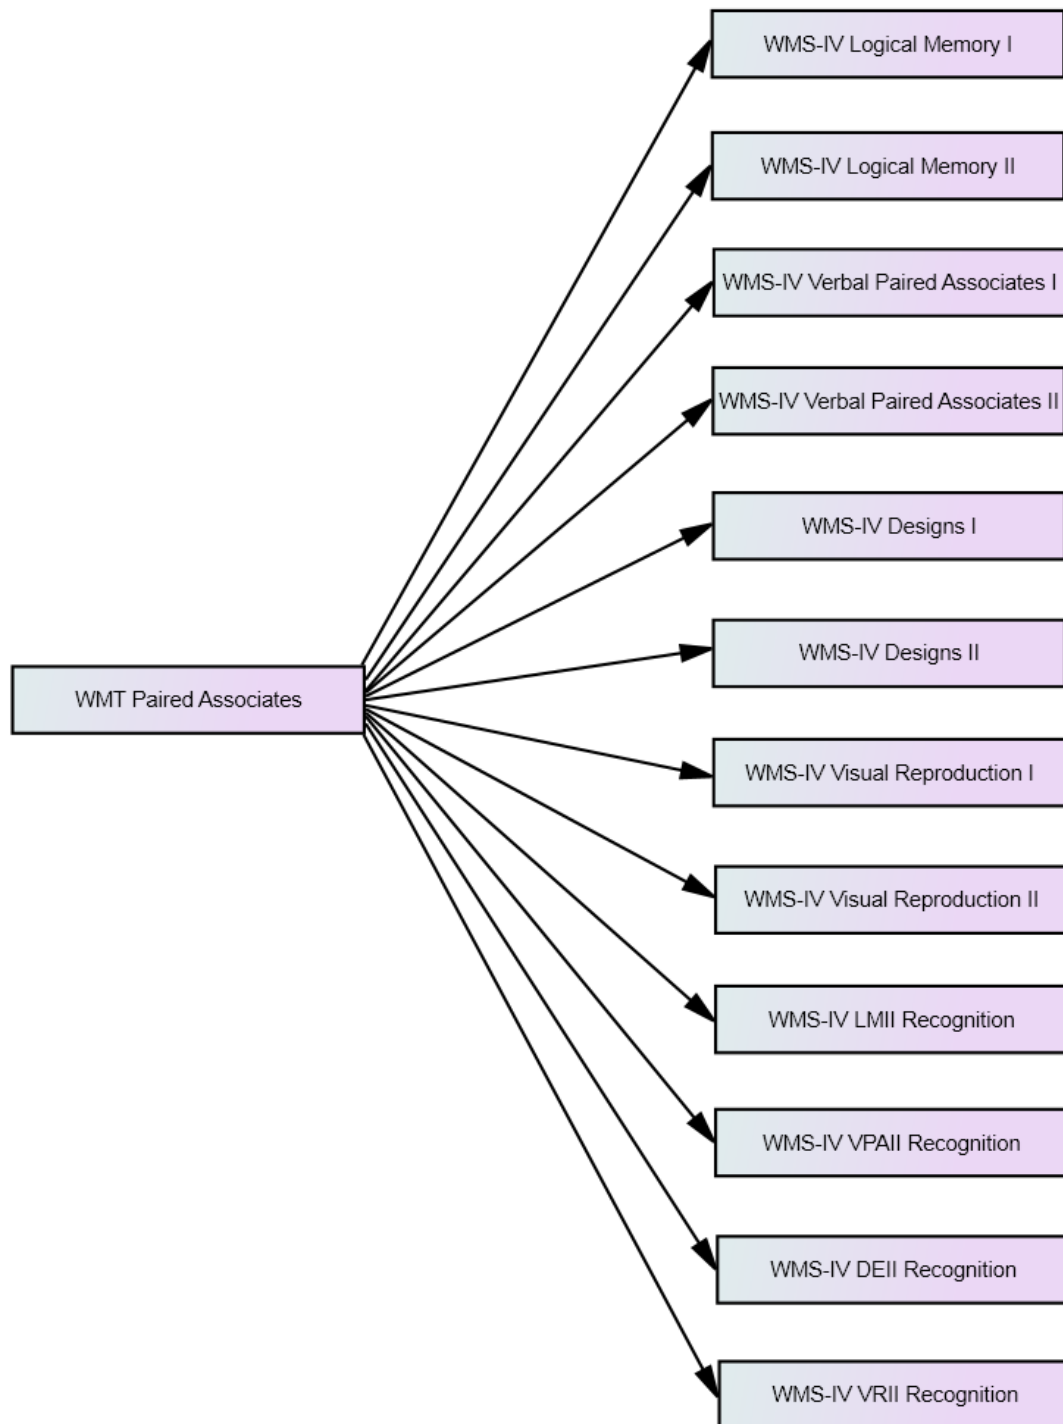 WMS-IV Logical Memory I
WMS-IV Logical Memory II
WMS-IV Verbal Paired Associates I
WMS-IV Verbal Paired Associates II
WMS-IV Designs I
WMS-IV Designs II
WMT Paired Associates
WMS-IV Visual Reproduction I
WMS-IV Visual Reproduction II
WMS-IV LMII Recognition
WMS-IV VPAII Recognition
WMS-IV DEII Recognition
WMS-IV VRII Recognition